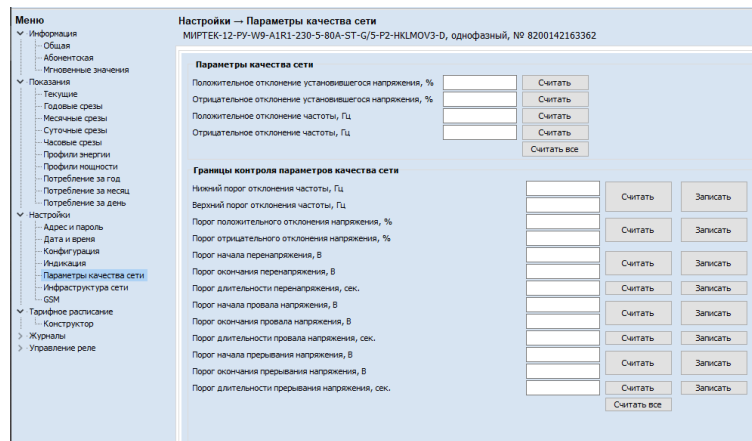 Меню
Информация
Общая
Абонентская
Мгновенные значения
Показания
Текущие
Годовые срезы
Месячные срезы
Суточные срезы
Часовые срезы
Профили энергии
Профили мощности
Потребление за год
Потребление за месяц
Потребление за день
Настройки
Адрес и пароль
Дата и время
Конфигурация
Индикация
Параметры качества сети
Инфраструктура сети
GSM
Тарифное расписание
Конструктор
Журналы
Управление реле
Настройки → Параметры качества сети
МИРТЕК-12-РУ-W9-A1R1-230-5-80A-ST-G/5-P2-HKLMOV3-D, однофазный, № 8200142163362
Параметры качества сети
Положительное отклонение установившегося напряжения, % Считать
Отрицательное отклонение установившегося напряжения, % Считать
Положительное отклонение частоты, Гц Считать
Отрицательное отклонение частоты, Гц Считать
Считать все
Границы контроля параметров качества сети
Нижний порог отклонения частоты, Гц
Считать Записать
Верхний порог отклонения частоты, Гц
Порог положительного отклонения напряжения, %
Считать Записать
Порог отрицательного отклонения напряжения, %
Порог начала перенапряжения, В
Считать Записать
Порог окончания перенапряжения, В
Порог длительности перенапряжения, сек. Считать Записать
Порог начала провала напряжения, В
Считать Записать
Порог окончания провала напряжения, В
Порог длительности провала напряжения, сек. Считать Записать
Порог начала прерывания напряжения, В
Считать Записать
Порог окончания прерывания напряжения, В
Порог длительности прерывания напряжения, сек. Считать Записать
Считать все